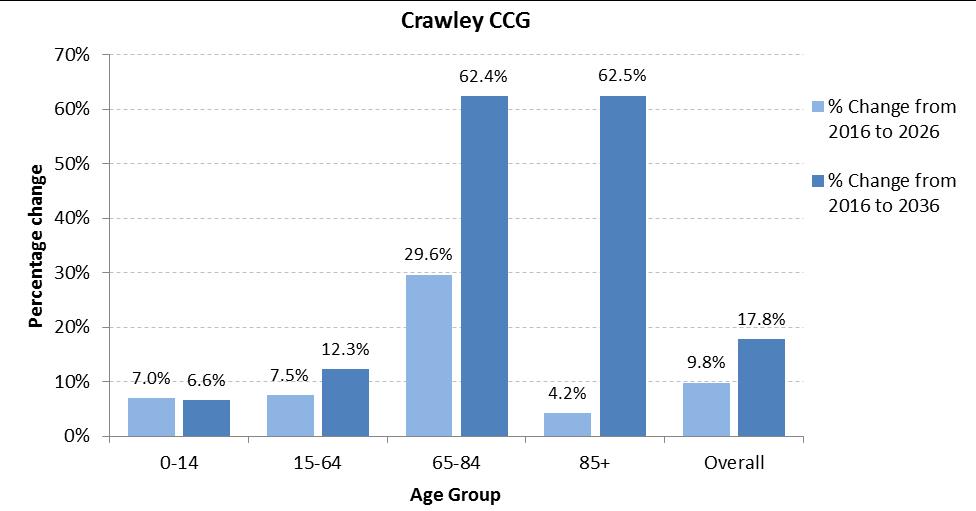 Crawley CCG
70%
60%
50%
40%
30%
20%
10%
0%
Percentage change
7.0%
6.6%
7.5%
12.3%
29.6%
62.4%
4.2%
62.5%
9.8%
17.8%
0-14
15-64
65-84
85+
Overall
Age Group
% Change from
2016 to 2026
% Change from
2016 to 2036